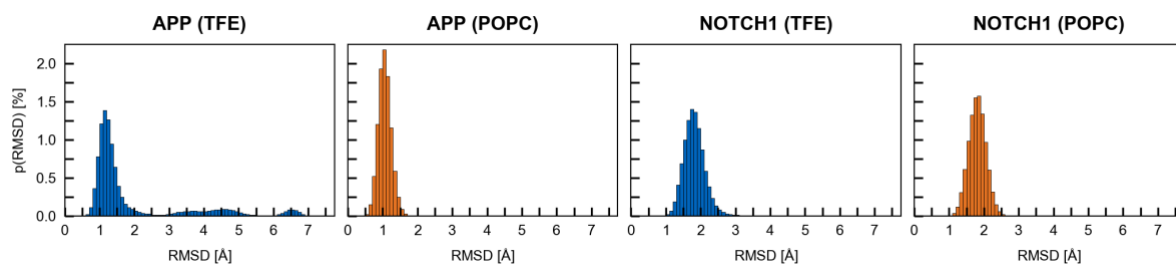 APP (TFE) APP (POPC) NOTCH1 (TFE) NOTCH1 (POPC)
p(RMSD) [%]
2.0
1.5
1.0
0.5
0.0
0 1 2 3 4 5 6 7 0 1 2 3 4 5 6 7 0 1 2 3 4 5 6 7 0 1 2 3 4 5 6 7
RMSD [Å] RMSD [Å] RMSD [Å] RMSD [Å]